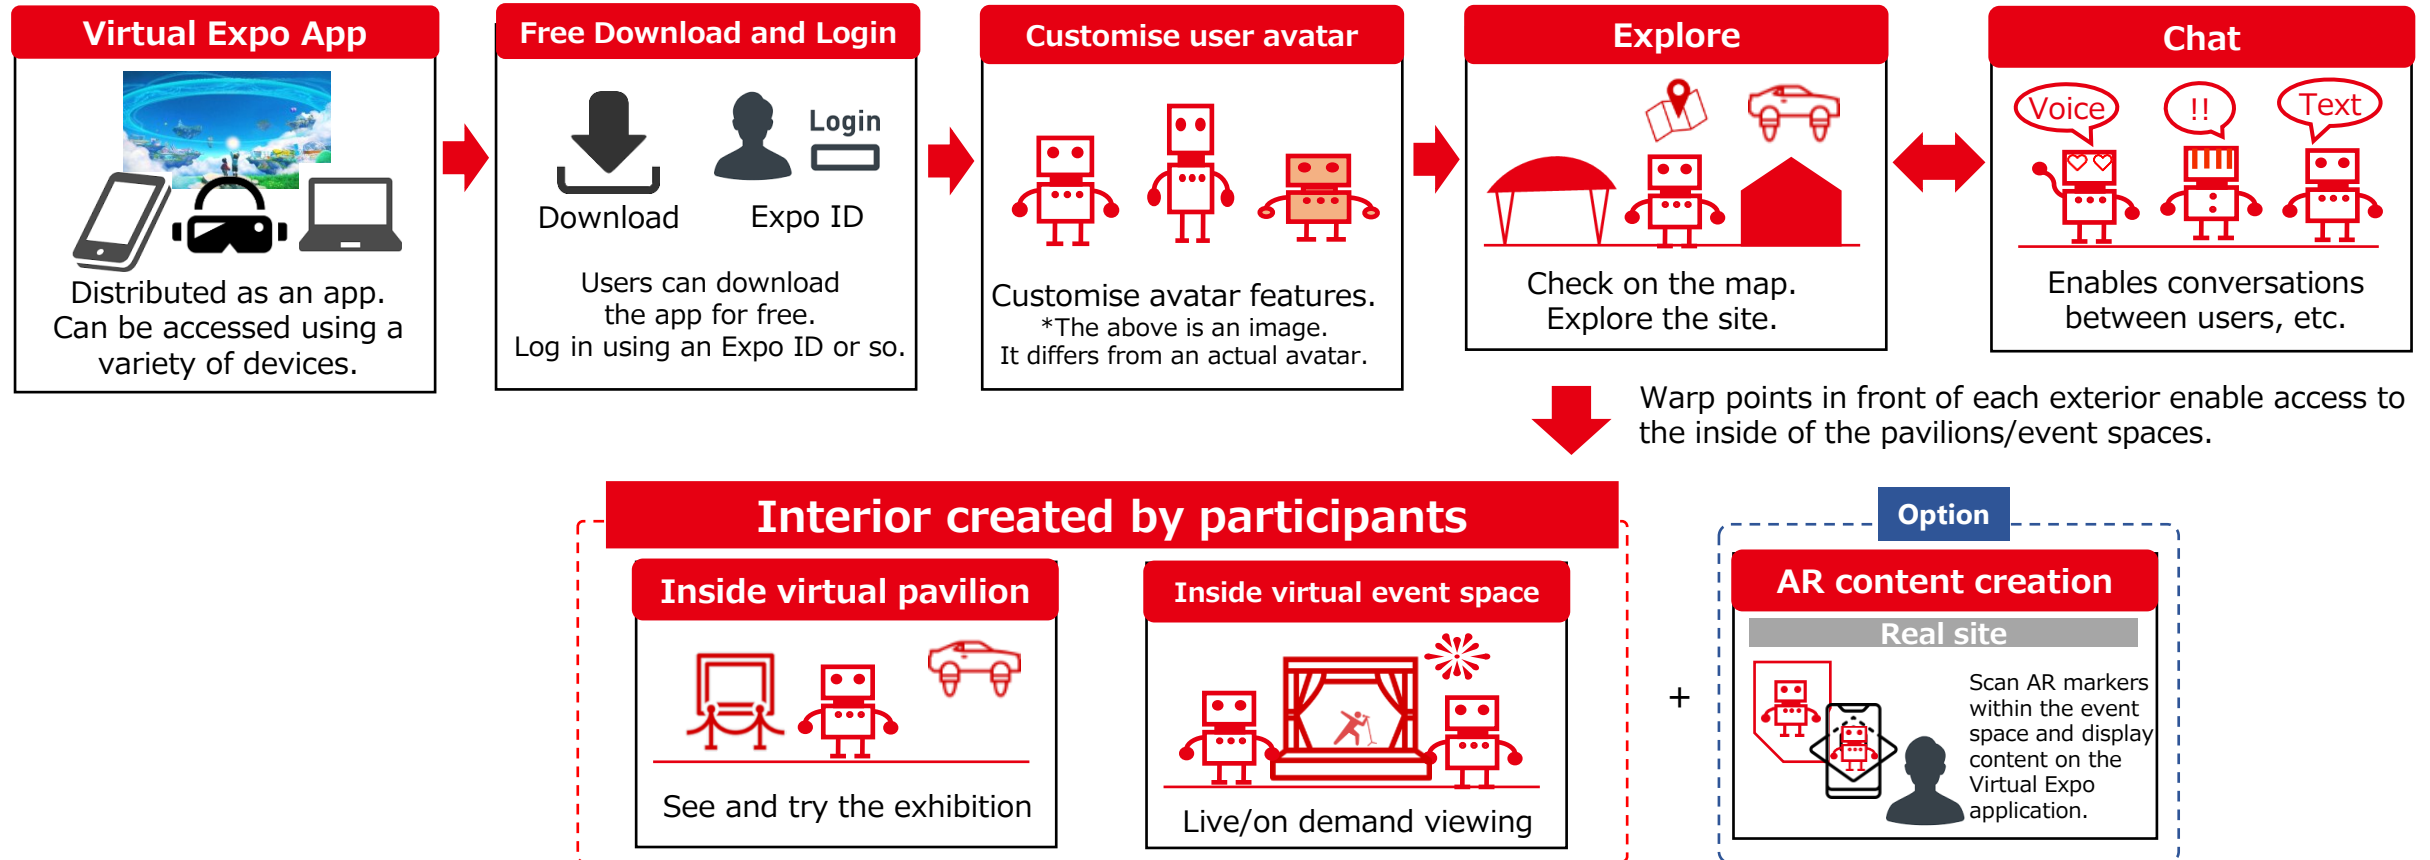 Virtual Expo App
Distributed as an app.
Can be accessed using a
variety of devices.
Free Download and Login
Login
Download
Expo ID
Users can download
the app for free.
Log in using an Expo ID or so.
Customise user avatar
Customise avatar features.
*The above is an image.
It differs from an actual avatar.
Explore
Check on the map.
Explore the site.
Chat
Voice
!!
Text
Enables conversations
between users, etc.
Warp points in front of each exterior enable access to
the inside of the pavilions/event spaces.
Interior created by participants
Inside virtual pavilion
See and try the exhibition
Inside virtual event space
Live/on demand viewing
+
Option
AR content creation
Real site
Scan AR markers
within the event
space and display
content on the
Virtual Expo
application.